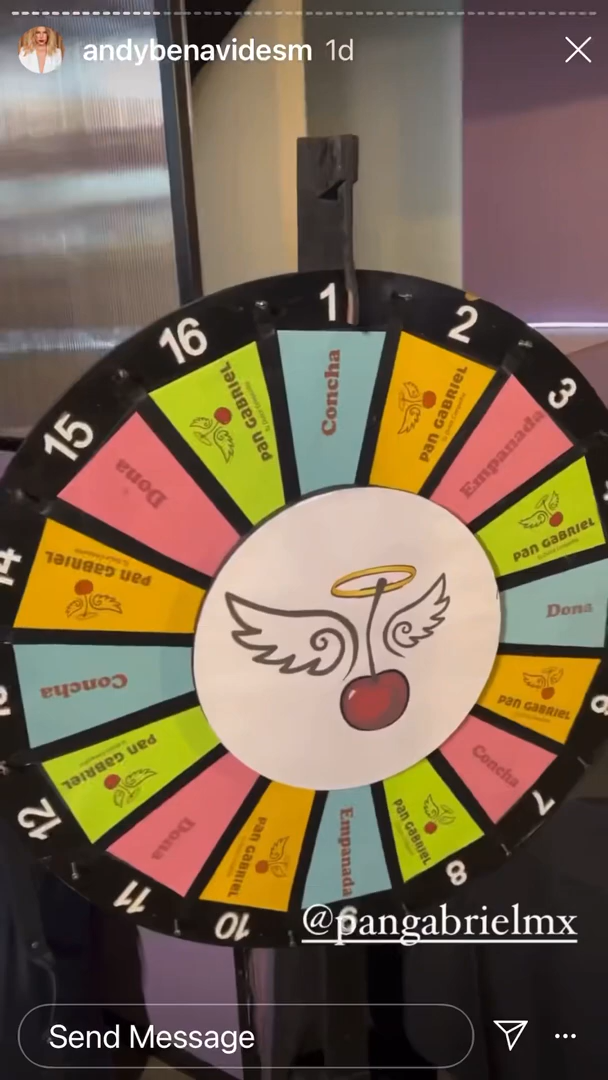 andybenavidesm 1d
1
Concha
2
PAN GABRIEL
3
Empanada
PAN GABRIEL
Dona
PAN GABRIEL
7
Concha
8
PAN GABRIEL
Empanada
10
PAN GABRIEL
11
Dona
12
PAN GABRIEL
Concha
14
PAN GABRIEL
15
Dona
16
PAN GABRIEL
@pangabrielmx
Send Message